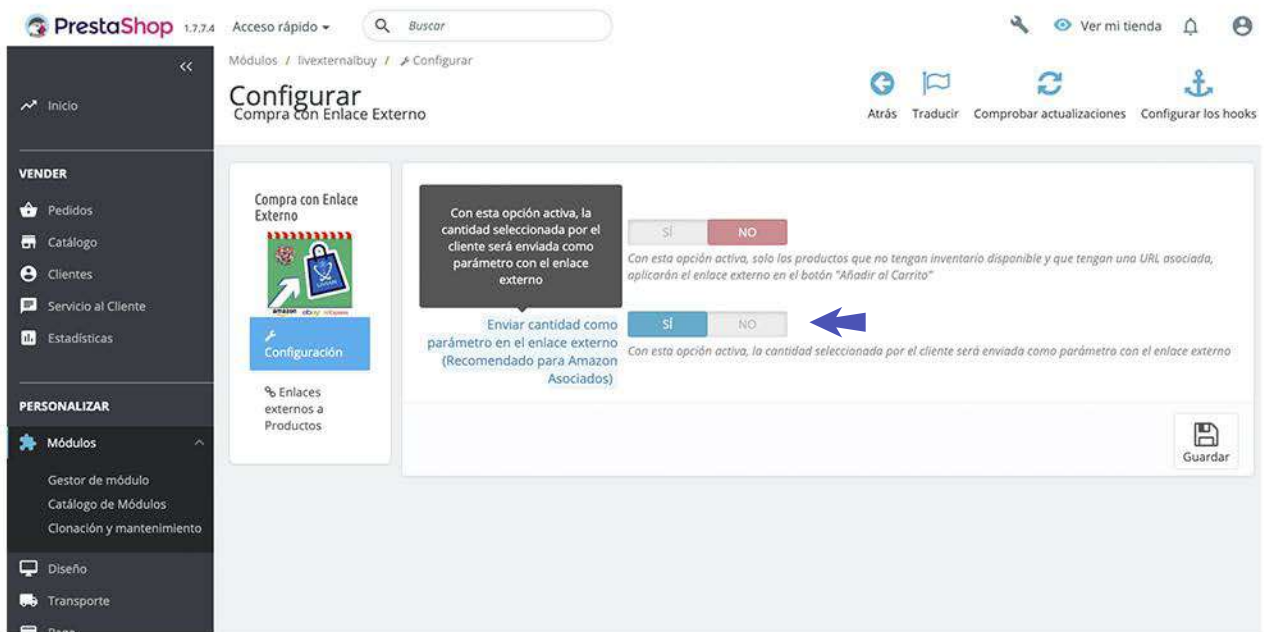 PrestaShop 1.7.7.4
Acceso rápido
Buscar
Ver mi tienda
Módulos / livexternalbuy / Configurar
Configurar
Compra con Enlace Externo
Atrás
Traducir
Comprobar actualizaciones
Configurar los hooks
Inicio
VENDER
Pedidos
Catálogo
Clientes
Servicio al Cliente
Estadísticas
PERSONALIZAR
Módulos
Gestor de módulo
Catálogo de Módulos
Clonación y mantenimiento
Diseño
Transporte
Pago
Compra con Enlace
Externo
amazon ebay
Configuración
Enlaces
externos a
Productos
Con esta opción activa, la
cantidad seleccionada por el
cliente será enviada como
parámetro con el enlace
externo
SÍ NO
Con esta opción activa, solo los productos que no tengan inventario disponible y que tengan una URL asociada,
aplicarán el enlace externo en el botón "Añadir al Carrito"
Enviar cantidad como
parámetro en el enlace externo
(Recomendado para Amazon
Asociados)
SÍ NO
Con esta opción activa, la cantidad seleccionada por el cliente será enviada como parámetro con el enlace externo
Guardar